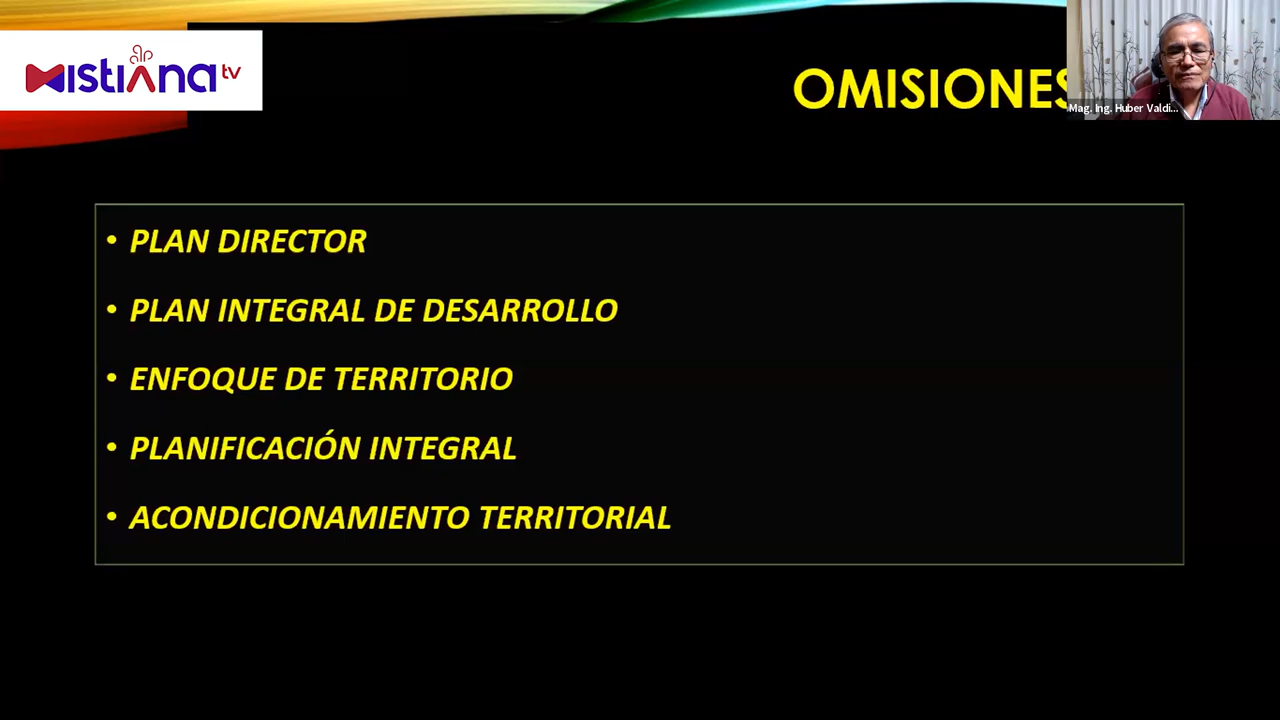 mistiana tv
OMISIONES
Mag. Ing. Huber Valdi...
• PLAN DIRECTOR
• PLAN INTEGRAL DE DESARROLLO
• ENFOQUE DE TERRITORIO
• PLANIFICACIÓN INTEGRAL
• ACONDICIONAMIENTO TERRITORIAL